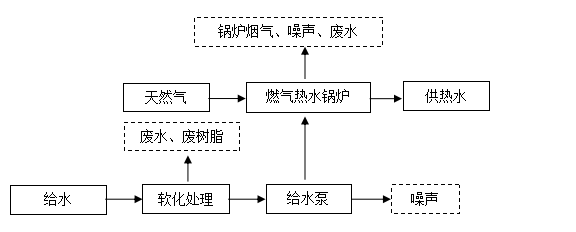 锅炉烟气、噪声、废水
天然气
燃气热水锅炉
供热水
废水、废树脂
给水
软化处理
给水泵
噪声